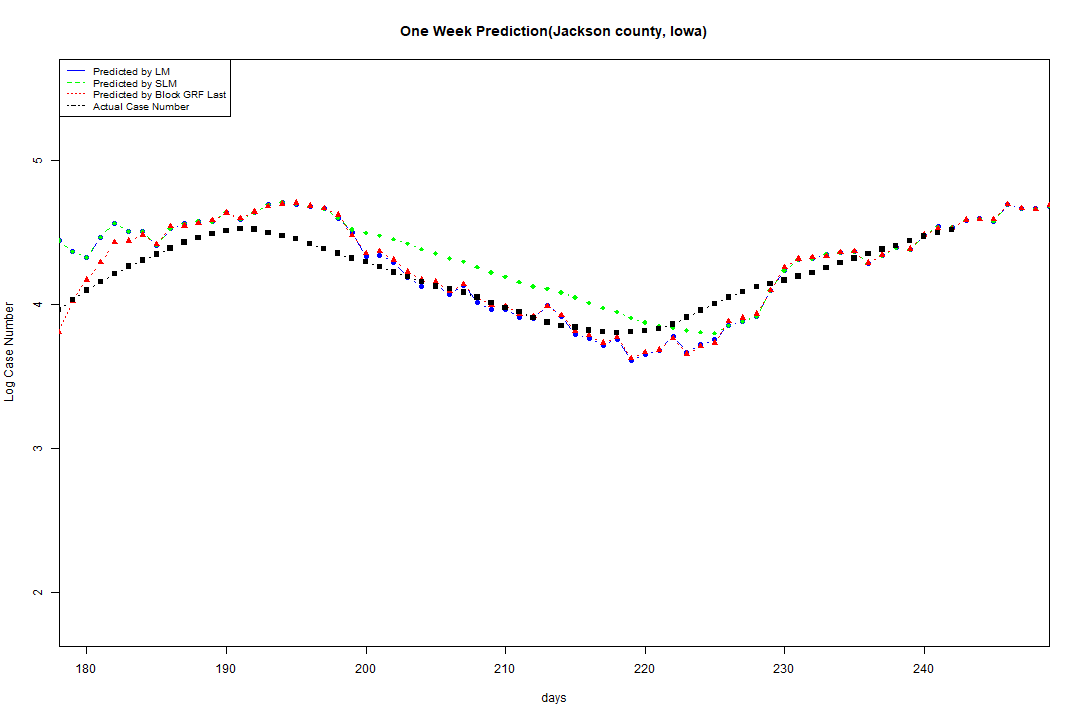 One Week Prediction(Jackson county, Iowa)
Predicted by LM
Predicted by SLM
Predicted by Block GRF Last
Actual Case Number
5
4
3
2
Log Case Number
180 190 200 210 220 230 240
days